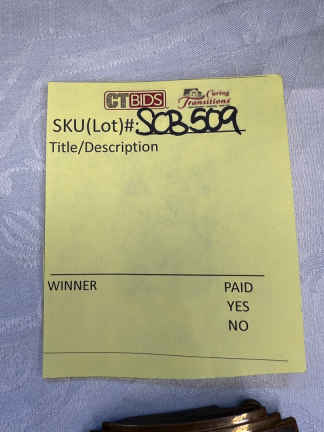 CTBIDS Caring Transitions
SKU(Lot)#:SCB509
Title/Description
WINNER PAID
YES
NO